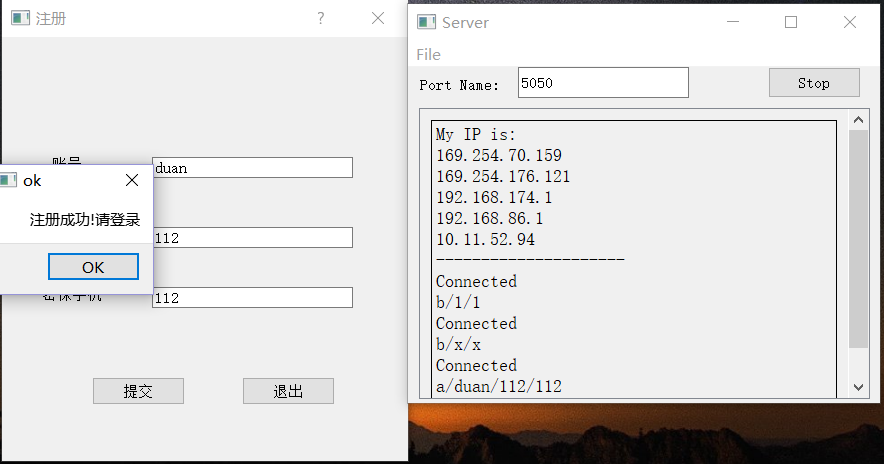 注册
账号
duan
ok
注册成功!请登录
112
OK
密保手机
112
提交
退出
Server
File
Port Name:
5050
Stop
My IP is:
169.254.70.159
169.254.176.121
192.168.174.1
192.168.86.1
10.11.52.94
---------------------
Connected
b/1/1
Connected
b/x/x
Connected
a/duan/112/112